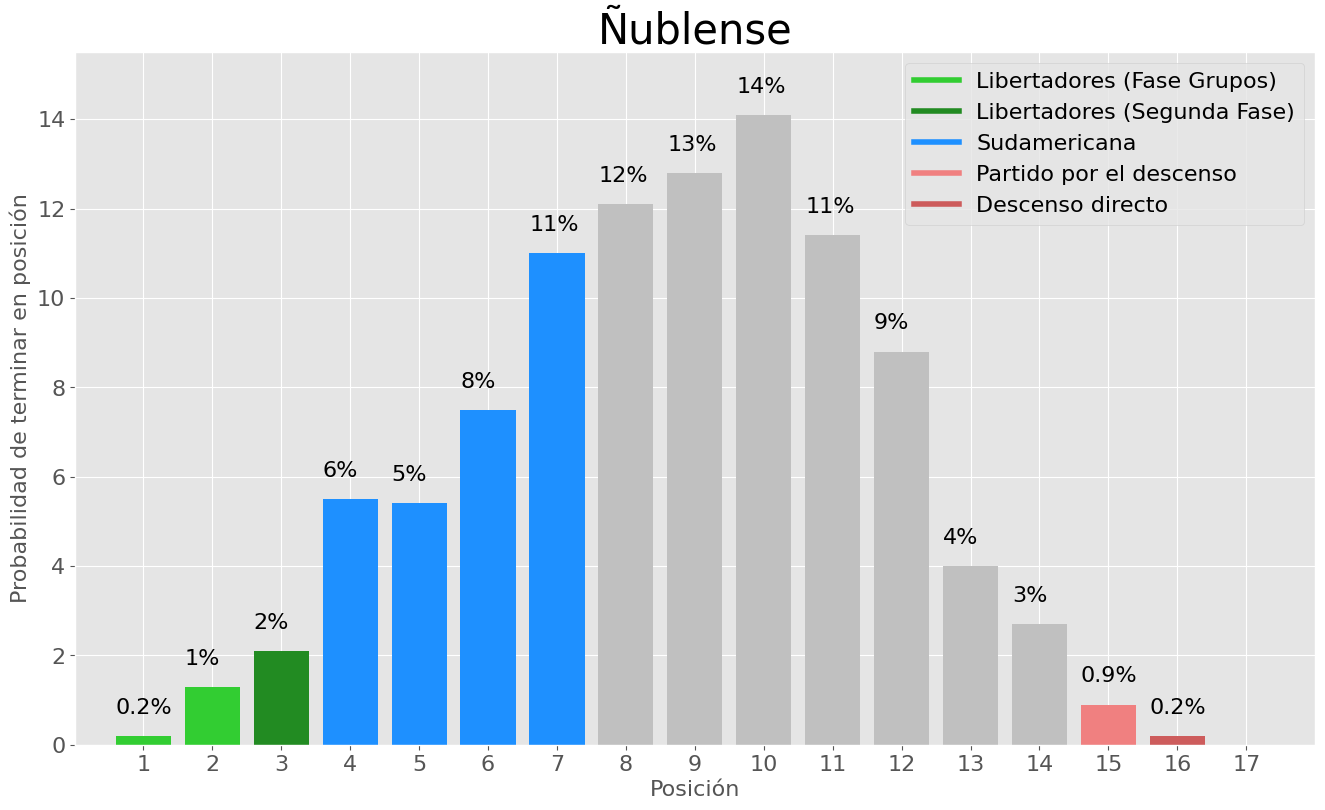 Ñublense
Libertadores (Fase Grupos)
Libertadores (Segunda Fase)
Sudamericana
Partido por el descenso
Descenso directo
Probabilidad de terminar en posición
14
12
10
8
6
4
2
0
0.2%
1%
2%
6%
5%
8%
11%
12%
13%
14%
11%
9%
4%
3%
0.9%
0.2%
1 2 3 4 5 6 7 8 9 10 11 12 13 14 15 16 17
Posición